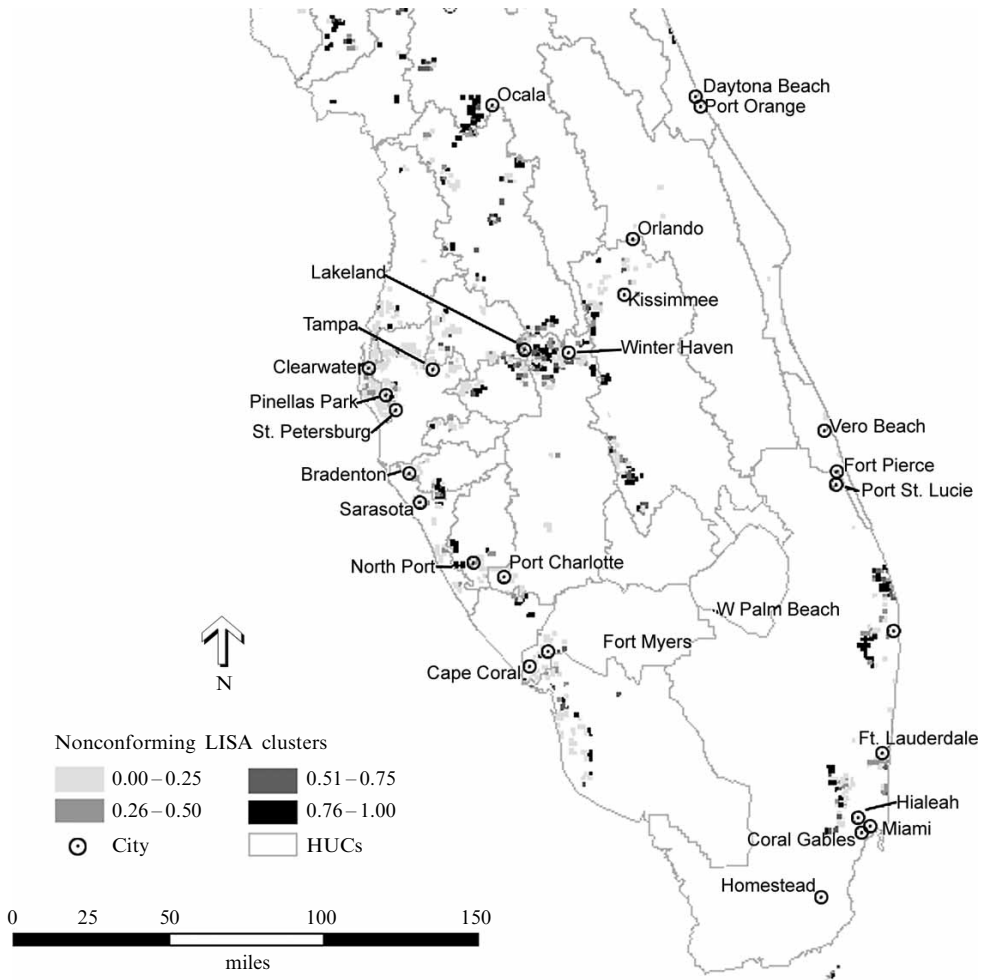 Ocala
Daytona Beach
Port Orange
Orlando
Lakeland
Kissimmee
Tampa
Winter Haven
Clearwater
Pinellas Park
St. Petersburg
Vero Beach
Bradenton
Fort Pierce
Port St. Lucie
Sarasota
North Port
Port Charlotte
W Palm Beach
Fort Myers
Cape Coral
N
Nonconforming LISA clusters
0.00–0.25 0.51–0.75
0.26–0.50 0.76–1.00
City HUCs
Ft. Lauderdale
Hialeah
Miami
Coral Gables
Homestead
0 25 50 100 150
miles